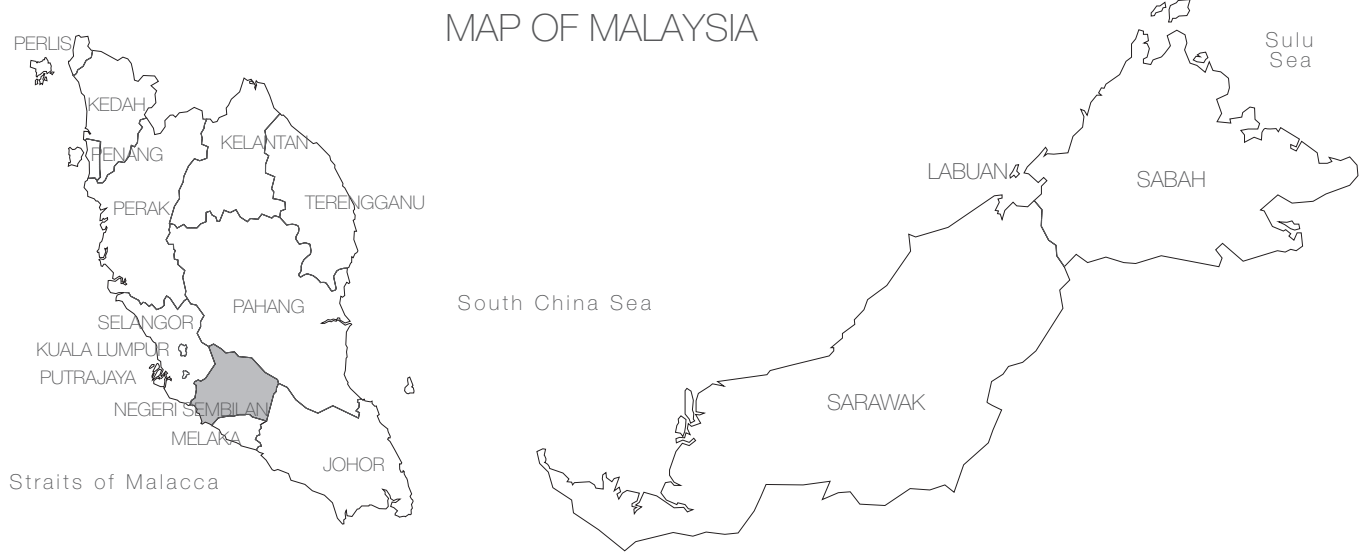 MAP OF MALAYSIA
PERLIS
Sulu
Sea
KEDAH
KELANTAN
PENANG
LABUAN
SABAH
TERENGGANU
PERAK
South China Sea
PAHANG
SELANGOR
KUALA LUMPUR
PUTRAJAYA
SARAWAK
NEGERI SEMBILAN
MELAKA
JOHOR
Straits of Malacca